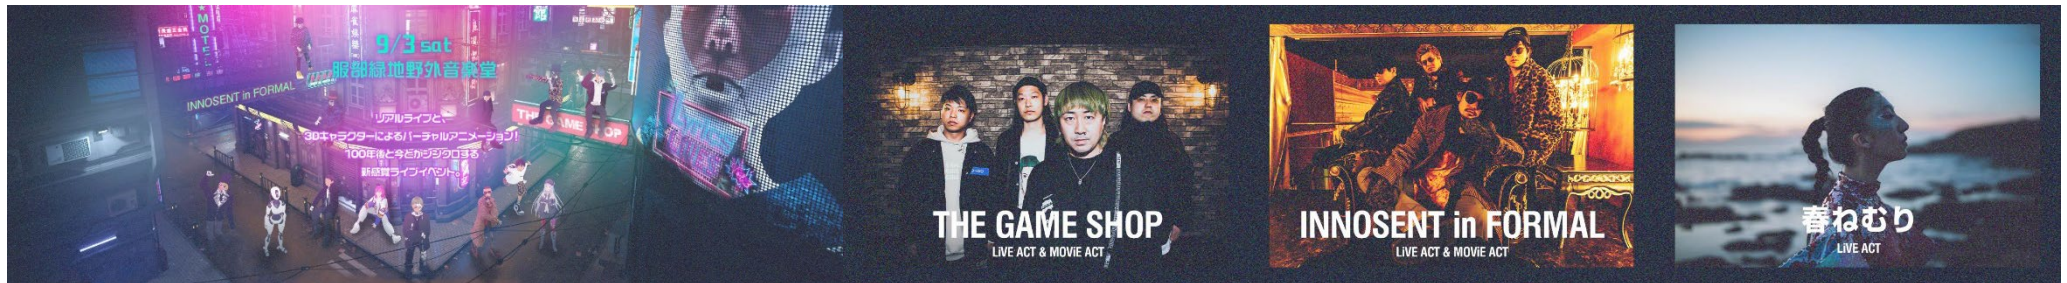 MOTEL
9/3 sat
服部緑地野外音楽堂
INNOSENT in FORMAL
THE GAME SHOP
リアルライブと、
3Dキャラクターによるバーチャルアニメーション!
100年後と今とがシンクロする
新感覚ライブイベント。
THE GAME SHOP
LiVE ACT & MOViE ACT
INNOSENT in FORMAL
LiVE ACT & MOViE ACT
春ねむり
LiVE ACT